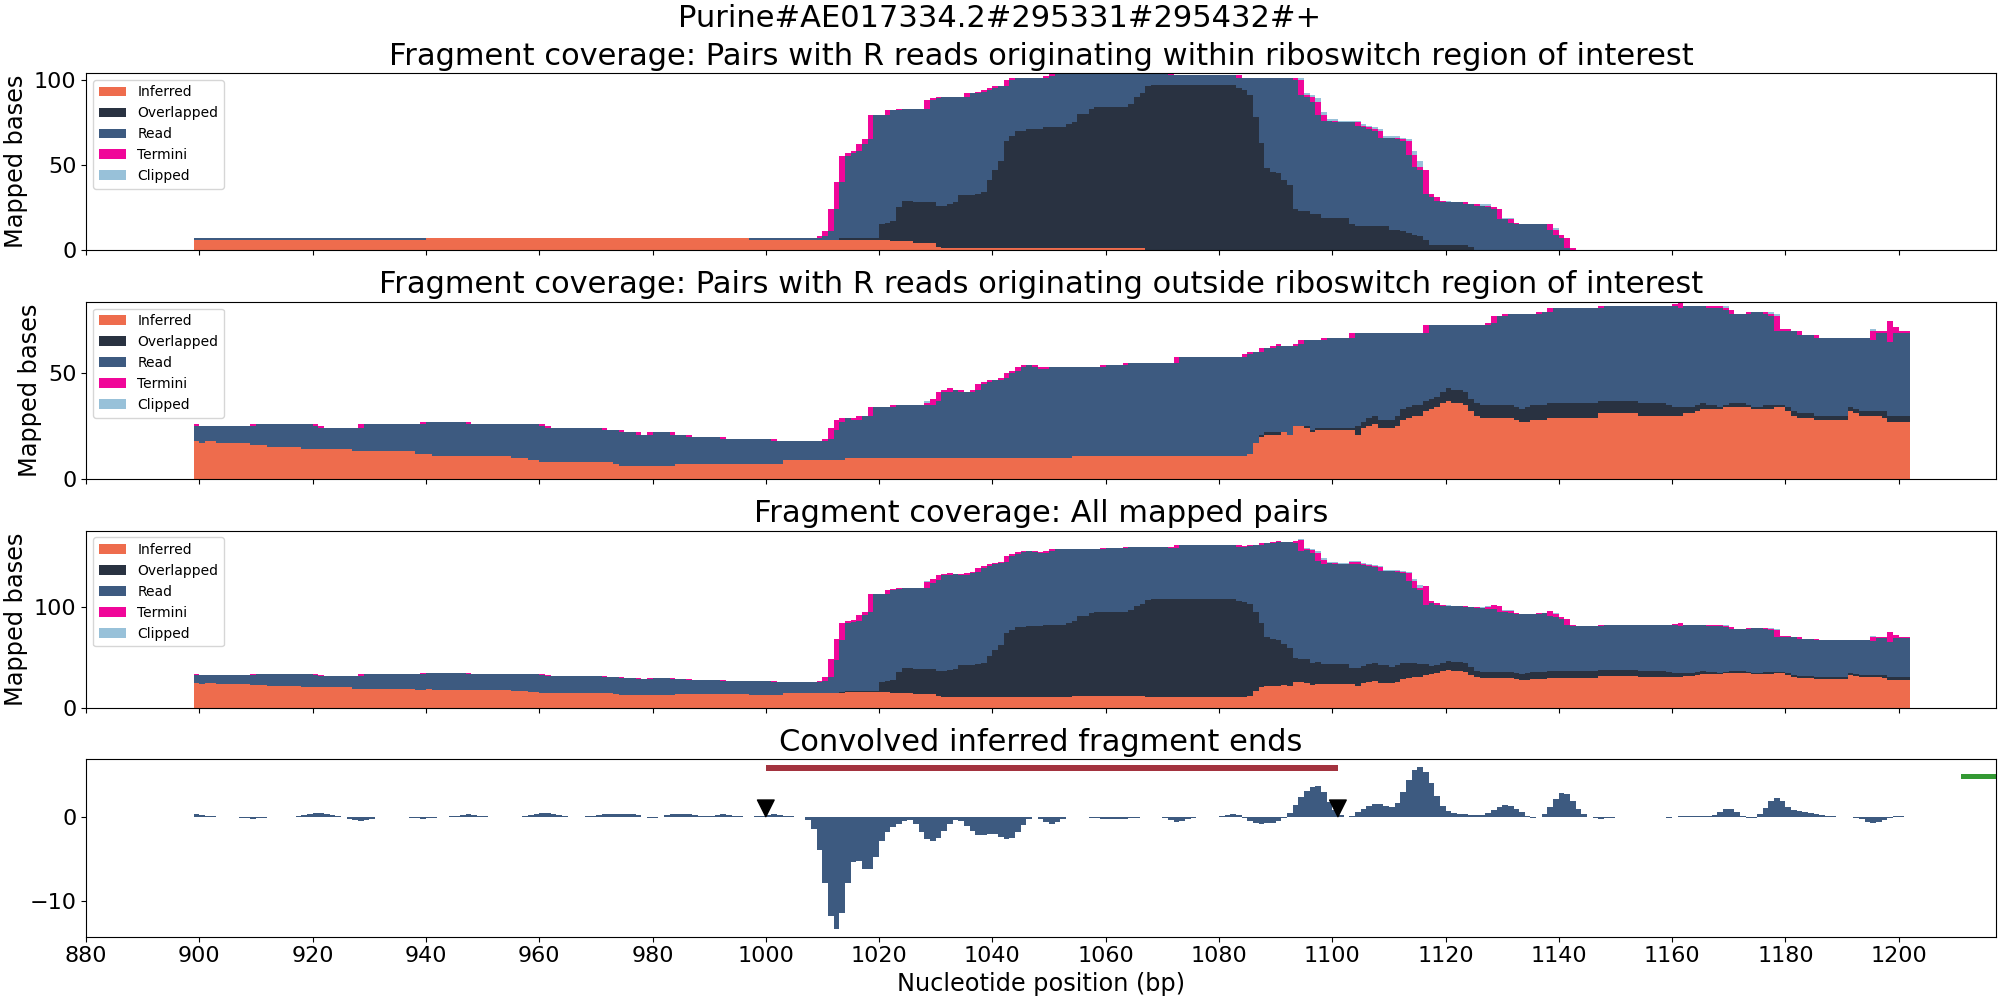 Purine#AE017334.2#295331#295432#+
Fragment coverage: Pairs with R reads originating within riboswitch region of interest
Mapped bases
100
50
0
Inferred
Overlapped
Read
Termini
Clipped
Fragment coverage: Pairs with R reads originating outside riboswitch region of interest
Mapped bases
50
0
Inferred
Overlapped
Read
Termini
Clipped
Fragment coverage: All mapped pairs
Mapped bases
100
0
Inferred
Overlapped
Read
Termini
Clipped
Convolved inferred fragment ends
0
−10
880 900 920 940 960 980 1000 1020 1040 1060 1080 1100 1120 1140 1160 1180 1200
Nucleotide position (bp)